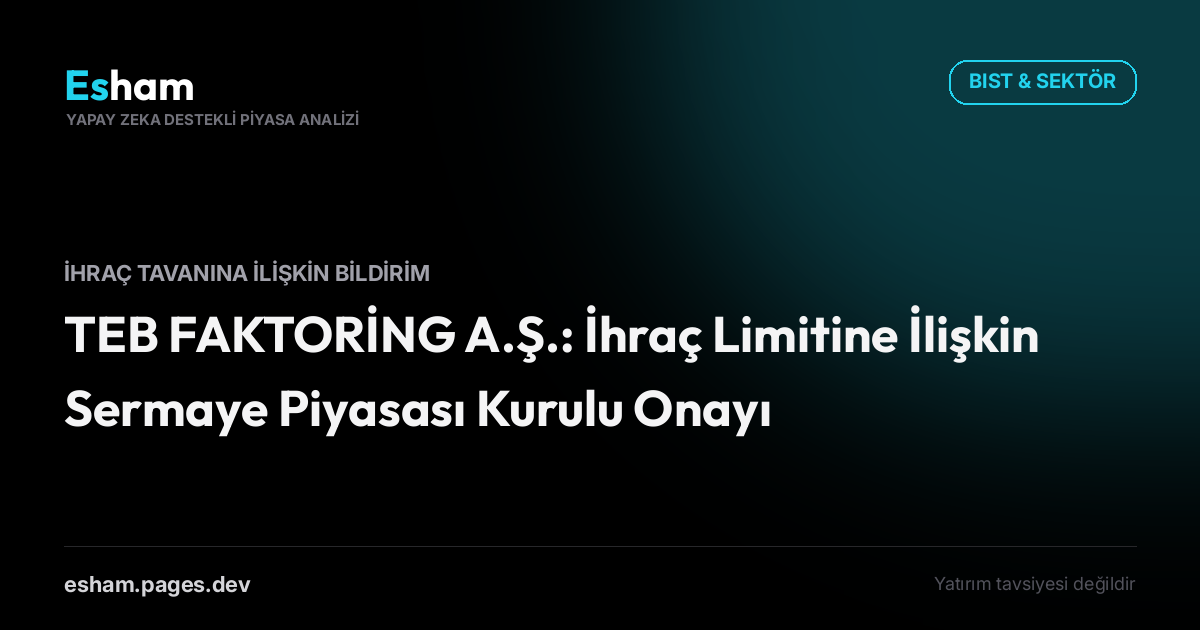 Esham
YAPAY ZEKA DESTEKLİ PİYASA ANALİZİ
BIST & SEKTÖR
İHRAÇ TAVANINA İLİŞKİN BİLDİRİM
TEB FAKTORİNG A.Ş.: İhraç Limitine İlişkin
Sermaye Piyasası Kurulu Onayı
esham.pages.dev
Yatırım tavsiyesi değildir